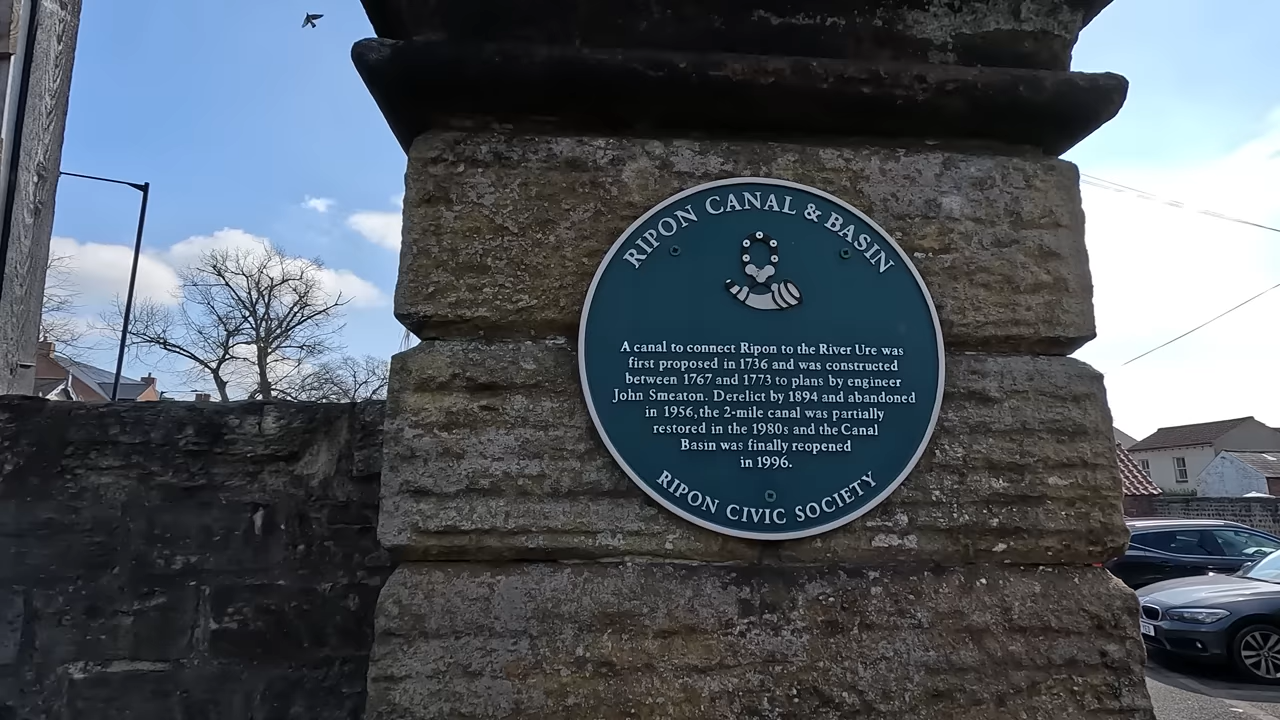 RIPON CANAL & BASIN
A canal to connect Ripon to the River Ure was
first proposed in 1736 and was constructed
between 1767 and 1773 to plans by engineer
John Smeaton. Derelict by 1894 and abandoned
in 1956, the 2-mile canal was partially
restored in the 1980s and the Canal
Basin was finally reopened
in 1996.
RIPON CIVIC SOCIETY